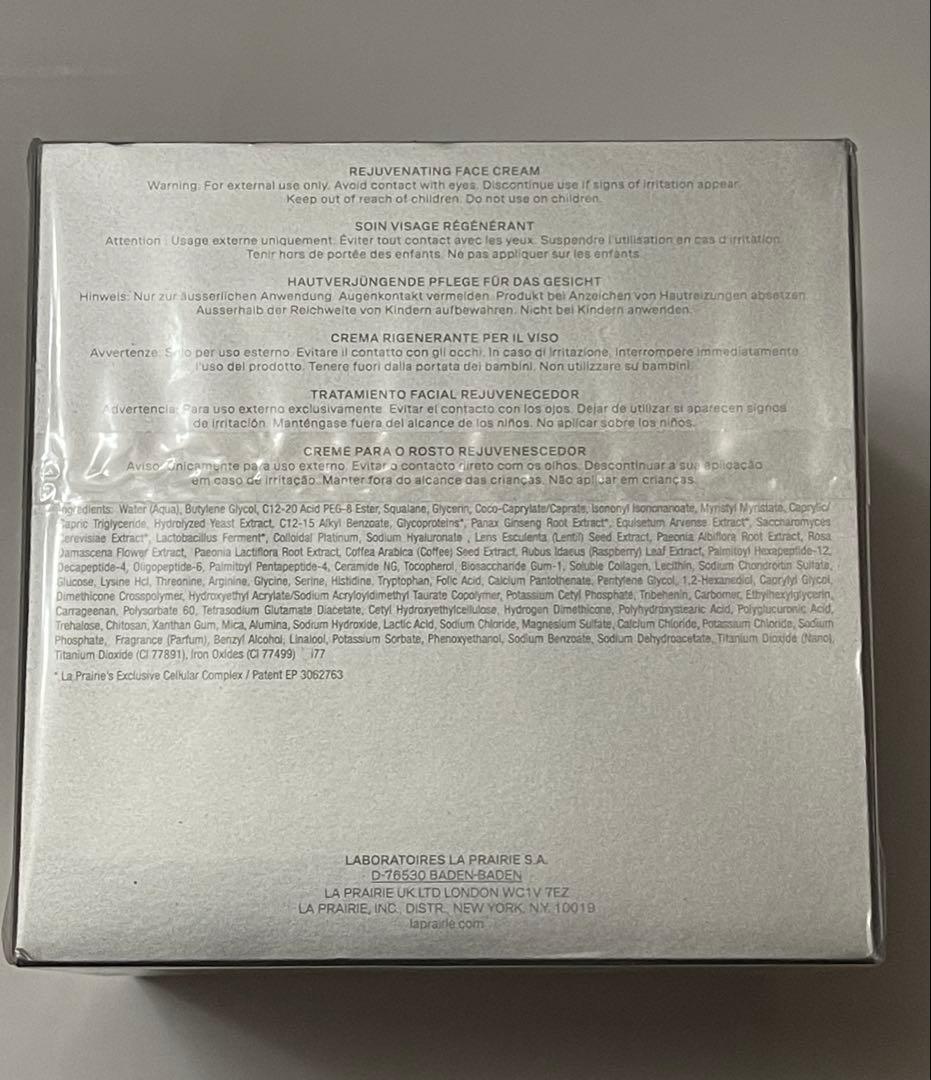 REJUVENATING FACE CREAM
Warning: For external use only. Avoid contact with eyes. Discontinue use if signs of irritation appear.
Keep out of reach of children. Do not use on children.
SOIN VISAGE RÉGÉNÉRANT
Attention : Usage externe uniquement. Éviter tout contact avec les yeux. Suspendre l'utilisation en cas d'irritation.
Tenir hors de portée des enfants. Ne pas appliquer sur les enfants.
HAUTVERJÜNGENDE PFLEGE FÜR DAS GESICHT
Hinweis: Nur zur äusserlichen Anwendung. Augenkontakt vermeiden. Produkt bei Anzeichen von Hautreizungen absetzen.
Ausserhalb der Reichweite von Kindern aufbewahren. Nicht bei Kindern anwenden.
CREMA RIGENERANTE PER IL VISO
Avvertenze: Solo per uso esterno. Evitare il contatto con gli occhi. In caso di irritazione, interrompere immediatamente
l'uso del prodotto. Tenere fuori dalla portata dei bambini. Non utilizzare su bambini.
TRATAMIENTO FACIAL REJUVENECEDOR
Advertencia: Para uso externo exclusivamente. Evitar el contacto con los ojos. Dejar de utilizar si aparecen signos
de irritación. Manténgase fuera del alcance de los niños. No aplicar sobre los niños.
CREME PARA O ROSTO REJUVENESCEDOR
Aviso: Unicamente para uso externo. Evitar o contacto direto com os olhos. Descontinuar a sua aplicação
em caso de irritação. Manter fora do alcance das crianças. Não aplicar em crianças.
Ingredients: Water (Aqua), Butylene Glycol, C12-20 Acid PEG-8 Ester, Squalane, Glycerin, Coco-Caprylate/Caprate, Isononyl Isononanoate, Myristyl Myristate, Caprylic/
Capric Triglyceride, Hydrolyzed Yeast Extract, C12-15 Alkyl Benzoate, Glycoproteins*, Panax Ginseng Root Extract*, Equisetum Arvense Extract*, Saccharomyces
Cerevisiae Extract*, Lactobacillus Ferment*, Colloidal Platinum, Sodium Hyaluronate , Lens Esculenta (Lentil) Seed Extract, Paeonia Albiflora Root Extract, Rosa
Damascena Flower Extract, Paeonia Lactiflora Root Extract, Coffea Arabica (Coffee) Seed Extract, Rubus Idaeus (Raspberry) Leaf Extract, Palmitoyl Hexapeptide-12,
Decapeptide-4, Oligopeptide-6, Palmitoyl Pentapeptide-4, Ceramide NG, Tocopherol, Biosaccharide Gum-1, Soluble Collagen, Lecithin, Sodium Chondroitin Sulfate,
Glucose, Lysine Hcl, Threonine, Arginine, Glycine, Serine, Histidine, Tryptophan, Folic Acid, Calcium Pantothenate, Pentylene Glycol, 1,2-Hexanediol, Caprylyl Glycol,
Dimethicone Crosspolymer, Hydroxyethyl Acrylate/Sodium Acryloyldimethyl Taurate Copolymer, Potassium Cetyl Phosphate, Tribehenin, Carbomer, Ethylhexylglycerin,
Carrageenan, Polysorbate 60, Tetrasodium Glutamate Diacetate, Cetyl Hydroxyethylcellulose, Hydrogen Dimethicone, Polyhydroxystearic Acid, Polyglucuronic Acid,
Trehalose, Chitosan, Xanthan Gum, Mica, Alumina, Sodium Hydroxide, Lactic Acid, Sodium Chloride, Magnesium Sulfate, Calcium Chloride, Potassium Chloride, Sodium
Phosphate, Fragrance (Parfum), Benzyl Alcohol, Linalool, Potassium Sorbate, Phenoxyethanol, Sodium Benzoate, Sodium Dehydroacetate, Titanium Dioxide (Nano),
Titanium Dioxide (CI 77891), Iron Oxides (CI 77499) i77
* La Prairie's Exclusive Cellular Complex / Patent EP 3062763
LABORATOIRES LA PRAIRIE S.A.
D-76530 BADEN-BADEN
LA PRAIRIE UK LTD LONDON WC1V 7EZ
LA PRAIRIE, INC., DISTR., NEW YORK, N.Y. 10019
laprairie.com